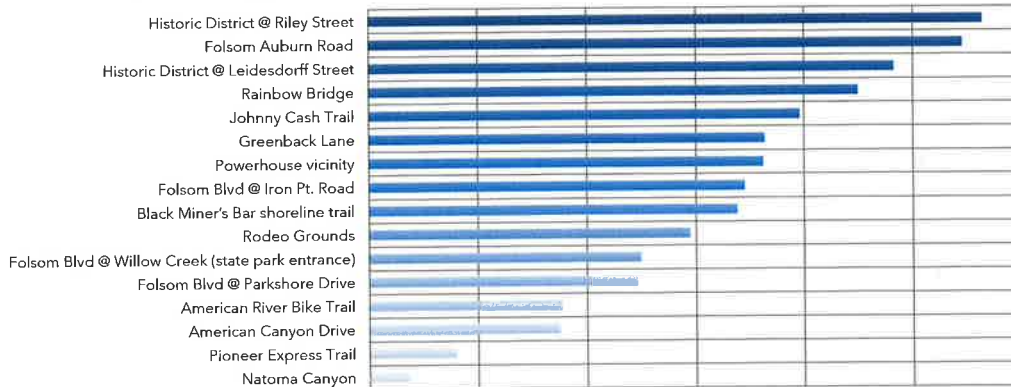 Historic District @ Riley Street
Folsom Auburn Road
Historic District @ Leidesdorff Street
Rainbow Bridge
Johnny Cash Trail
Greenback Lane
Powerhouse vicinity
Folsom Blvd @ Iron Pt. Road
Black Miner's Bar shoreline trail
Rodeo Grounds
Folsom Blvd @ Willow Creek (state park entrance)
Folsom Blvd @ Parkshore Drive
American River Bike Trail
American Canyon Drive
Pioneer Express Trail
Natoma Canyon